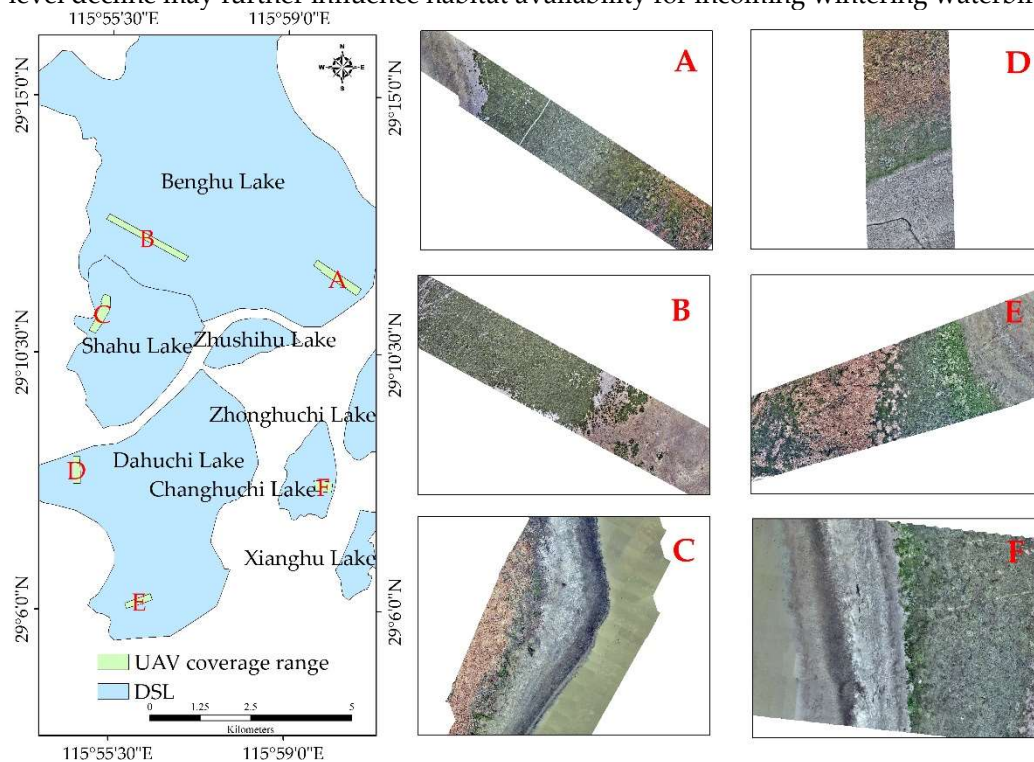 level decline may further influence habitat availability for incoming wintering
115°55'30"E 115°59'0"E
N
W E
S
29°15'0"N
29°15'0"N
Benghu Lake
B
A
C
Shahu Lake
Zhushihu Lake
29°10'30"N
29°10'30"N
Zhonghuchi Lake
Dahuchi Lake
D
Changhuchi Lake
F
Xianghu Lake
E
29°6'0"N
29°6'0"N
UAV coverage range
DSL
0 1.25 2.5 5
Kilometers
115°55'30"E 115°59'0"E
A
D
B
E
C
F